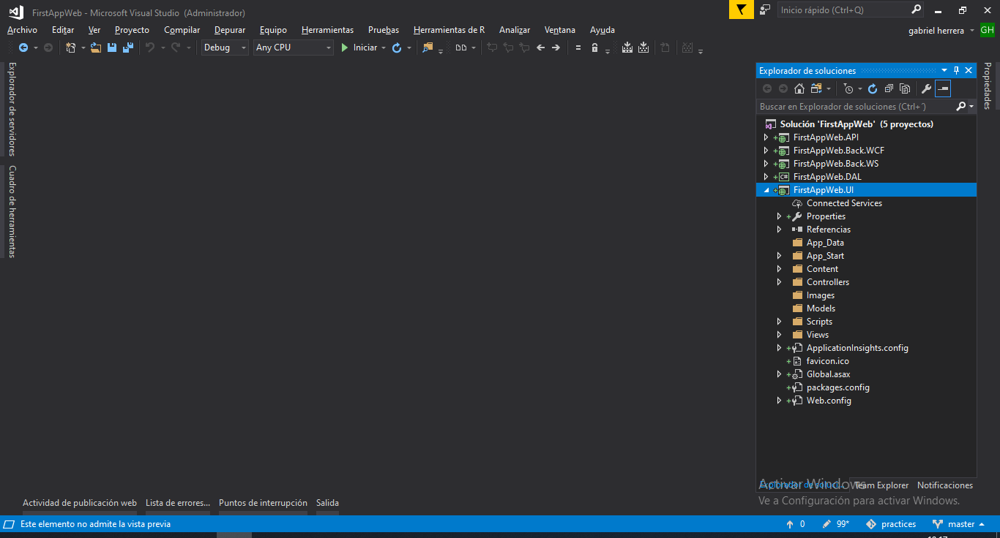 FirstAppWeb - Microsoft Visual Studio (Administrador)
Inicio rápido (Ctrl+Q)
Archivo Editar Ver Proyecto Compilar Depurar Equipo Herramientas Pruebas Herramientas de R Analizar Ventana Ayuda
gabriel herrera GH
Debug Any CPU Iniciar
Explorador de servidores
Cuadro de herramientas
Explorador de soluciones
Propiedades
Buscar en Explorador de soluciones (Ctrl+´)
Solución 'FirstAppWeb' (5 proyectos)
FirstAppWeb.API
FirstAppWeb.Back.WCF
FirstAppWeb.Back.WS
C# FirstAppWeb.DAL
FirstAppWeb.UI
Connected Services
Properties
Referencias
App_Data
App_Start
Content
Controllers
Images
Models
Scripts
Views
ApplicationInsights.config
favicon.ico
Global.asax
packages.config
Web.config
Activar Windows
Explorador de soluci... Team Explorer Notificaciones
Ve a Configuración para activar Windows.
Actividad de publicación web Lista de errores... Puntos de interrupción Salida
Este elemento no admite la vista previa
0 99* practices master